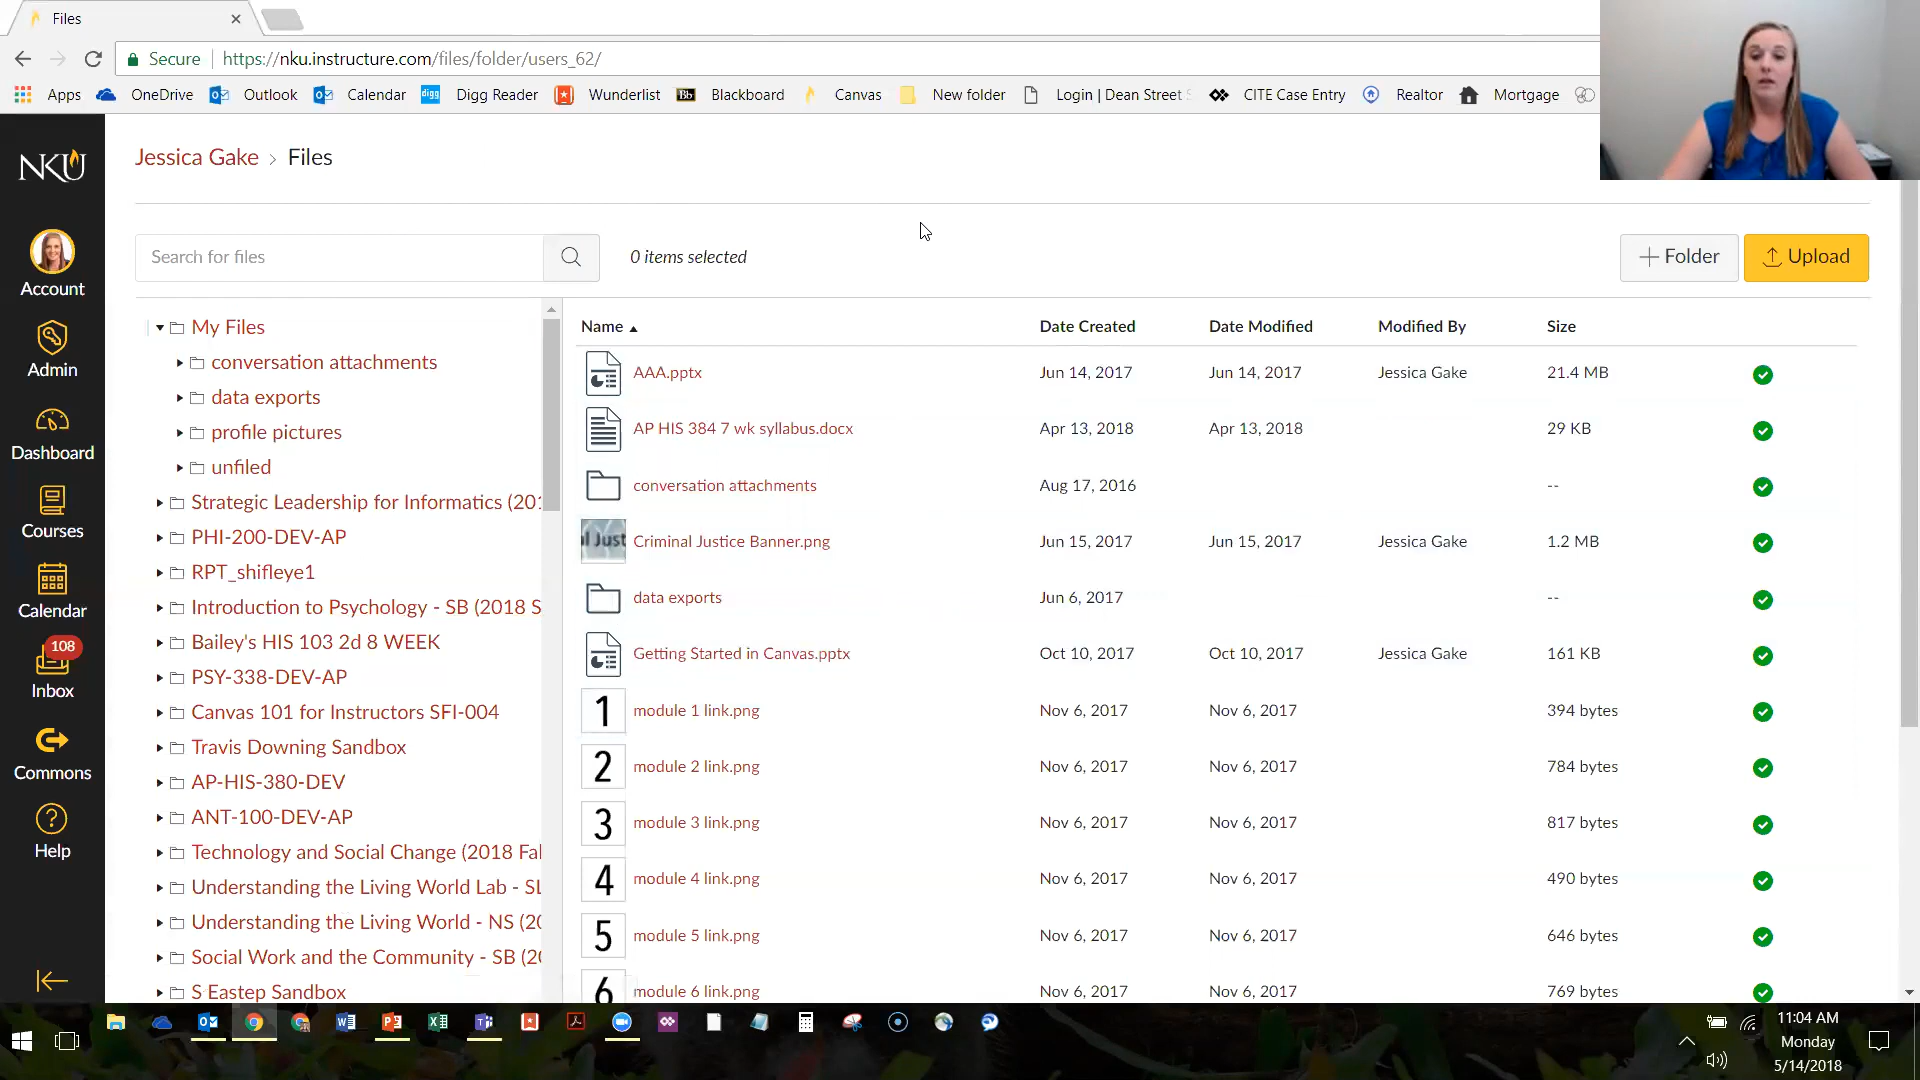 Files
Secure
https://nku.instructure.com/files/folder/users_62/
Apps OneDrive Outlook Calendar digg Digg Reader Wunderlist Bb Blackboard Canvas New folder Login | Dean Street CITE Case Entry Realtor Mortgage
NKU
Account
Admin
Dashboard
Courses
Calendar
108
Inbox
Commons
Help
Jessica Gake > Files
Search for files
0 items selected
+ Folder
Upload
My Files
conversation attachments
data exports
profile pictures
unfiled
Strategic Leadership for Informatics (201
PHI-200-DEV-AP
RPT_shifleye1
Introduction to Psychology - SB (2018 S
Bailey's HIS 103 2d 8 WEEK
PSY-338-DEV-AP
Canvas 101 for Instructors SFI-004
Travis Downing Sandbox
AP-HIS-380-DEV
ANT-100-DEV-AP
Technology and Social Change (2018 Fal
Understanding the Living World Lab - SL
Understanding the Living World - NS (20
Social Work and the Community - SB (20
S Eastep Sandbox
Name Date Created Date Modified Modified By Size
AAA.pptx Jun 14, 2017 Jun 14, 2017 Jessica Gake 21.4 MB
AP HIS 384 7 wk syllabus.docx Apr 13, 2018 Apr 13, 2018 29 KB
conversation attachments Aug 17, 2016 --
l Just Criminal Justice Banner.png Jun 15, 2017 Jun 15, 2017 Jessica Gake 1.2 MB
data exports Jun 6, 2017 --
Getting Started in Canvas.pptx Oct 10, 2017 Oct 10, 2017 Jessica Gake 161 KB
1 module 1 link.png Nov 6, 2017 Nov 6, 2017 394 bytes
2 module 2 link.png Nov 6, 2017 Nov 6, 2017 784 bytes
3 module 3 link.png Nov 6, 2017 Nov 6, 2017 817 bytes
4 module 4 link.png Nov 6, 2017 Nov 6, 2017 490 bytes
5 module 5 link.png Nov 6, 2017 Nov 6, 2017 646 bytes
6 module 6 link.png Nov 6, 2017 Nov 6, 2017 769 bytes
11:04 AM
Monday
5/14/2018